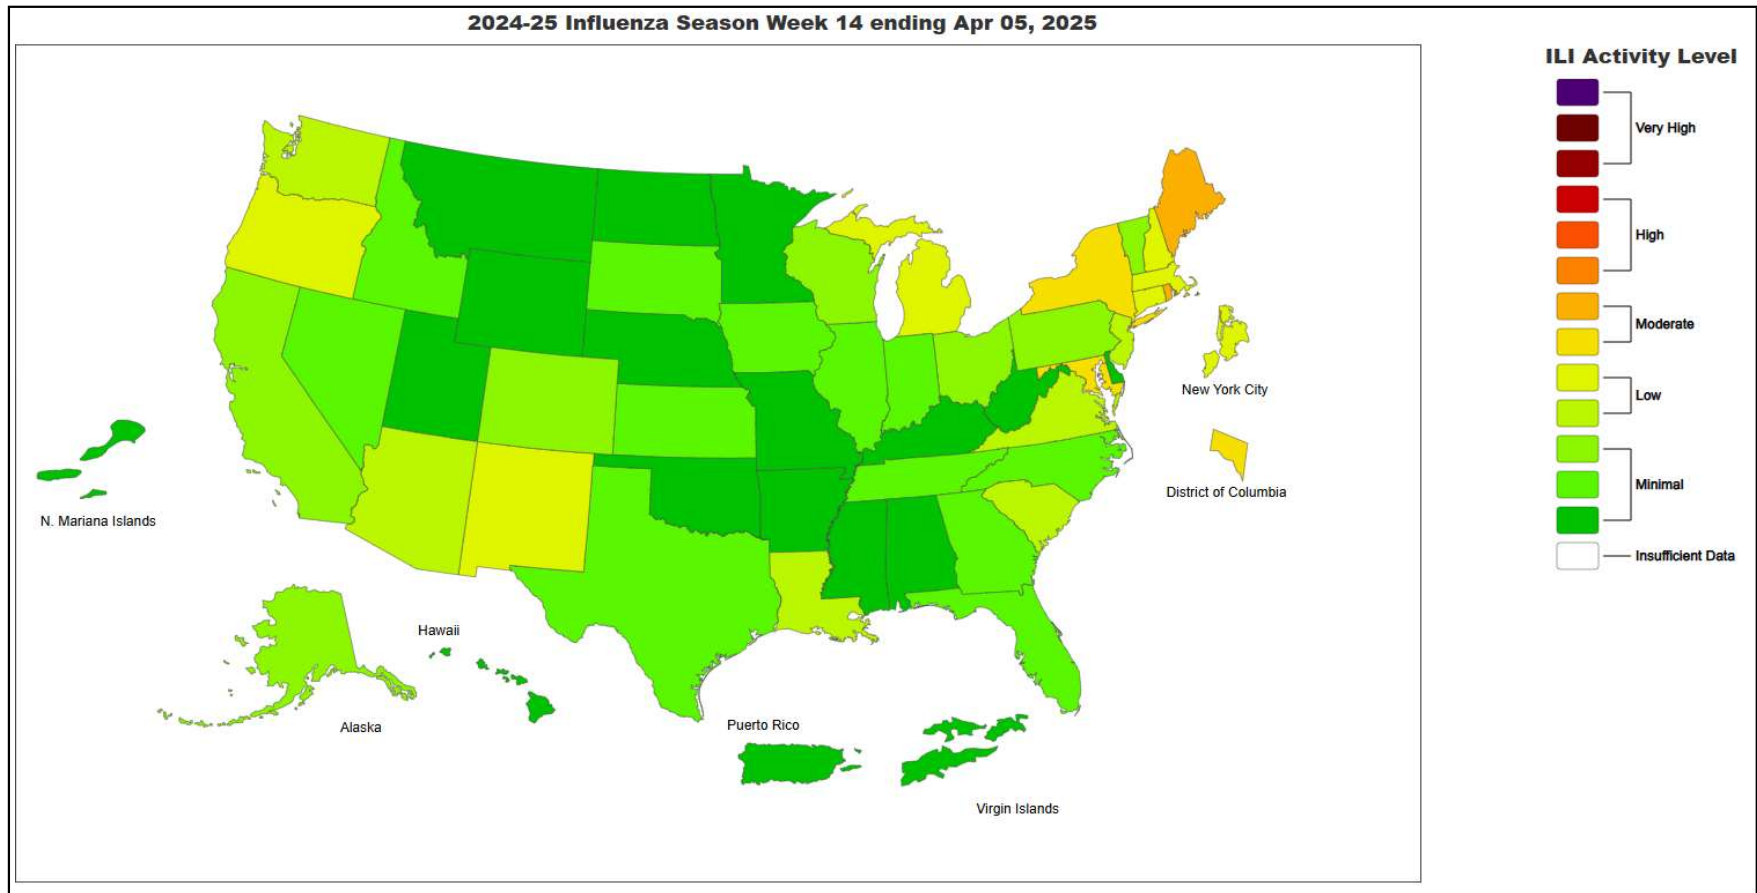 2024-25 Influenza Season Week 14 ending Apr 05, 2025
ILI Activity Level
Very High
High
Moderate
Low
Minimal
Insufficient Data
New York City
District of Columbia
N. Mariana Islands
Hawaii
Alaska
Puerto Rico
Virgin Islands